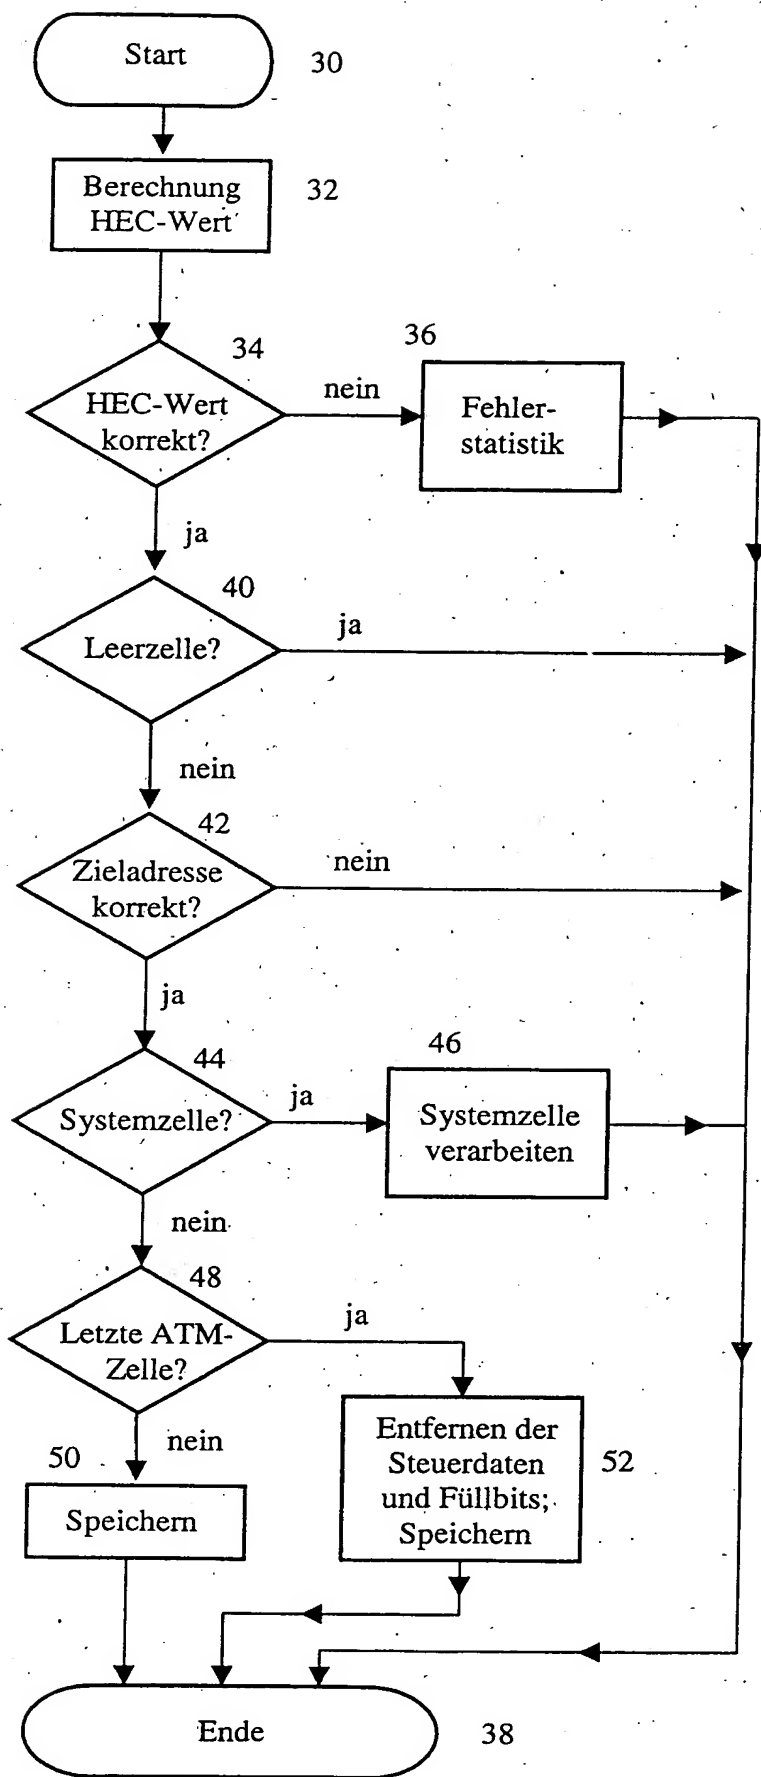 Start
30
Berechnung
HEC-Wert
32
34
36
HEC-Wert
korrekt?
nein
Fehler-
statistik
ja
40
Leerzelle?
ja
nein
42
Zieladresse
korrekt?
nein
ja
44
46
Systemzelle?
ja
Systemzelle
verarbeiten
nein
48
Letzte ATM-
Zelle?
ja
nein
50
Speichern
Entfernen der
Steuerdaten
und Füllbits;
Speichern
52
Ende
38